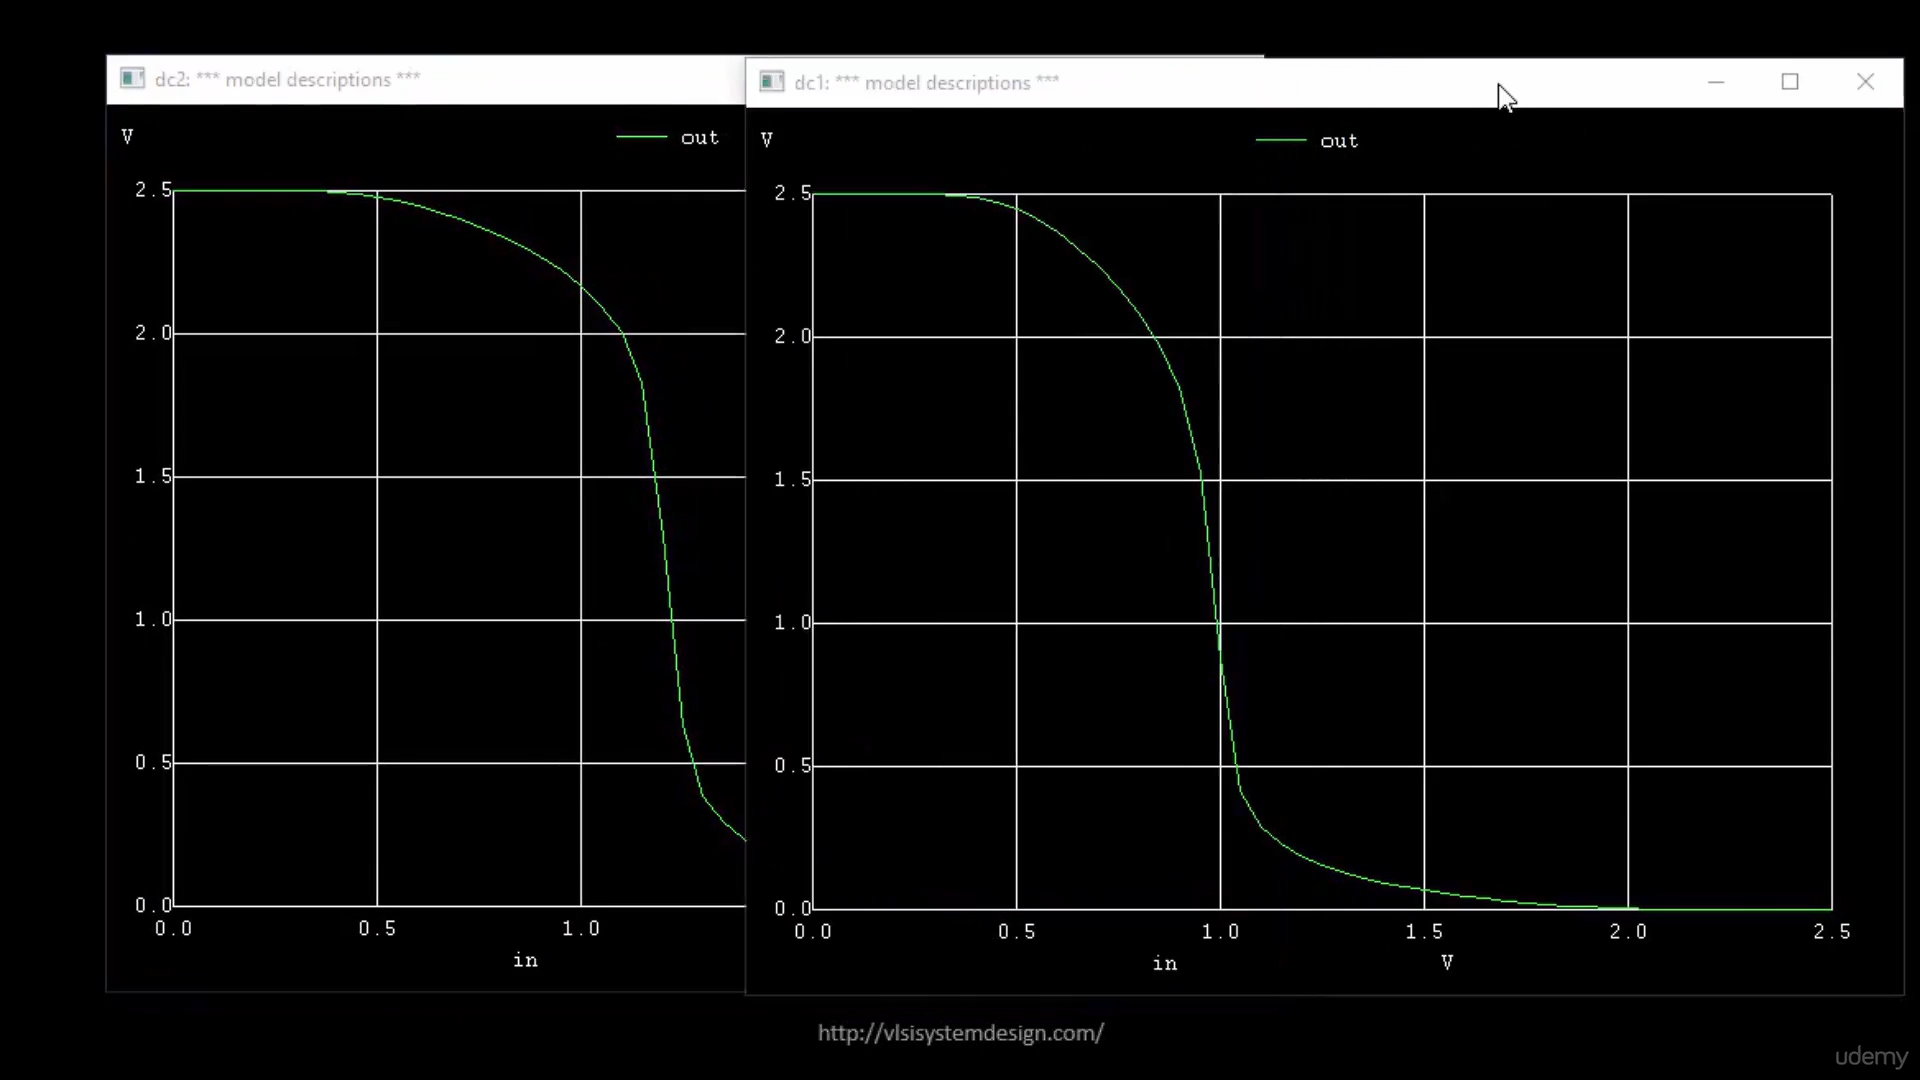 dc2: *** model descriptions ***
V
out
2.5
2.0
1.5
1.0
0.5
0.0
0.0 0.5 1.0
in
dc1: *** model descriptions ***
V
out
2.5
2.0
1.5
1.0
0.5
0.0
0.0 0.5 1.0 1.5 2.0 2.5
in V
http://vlsisystemdesign.com/
udemy